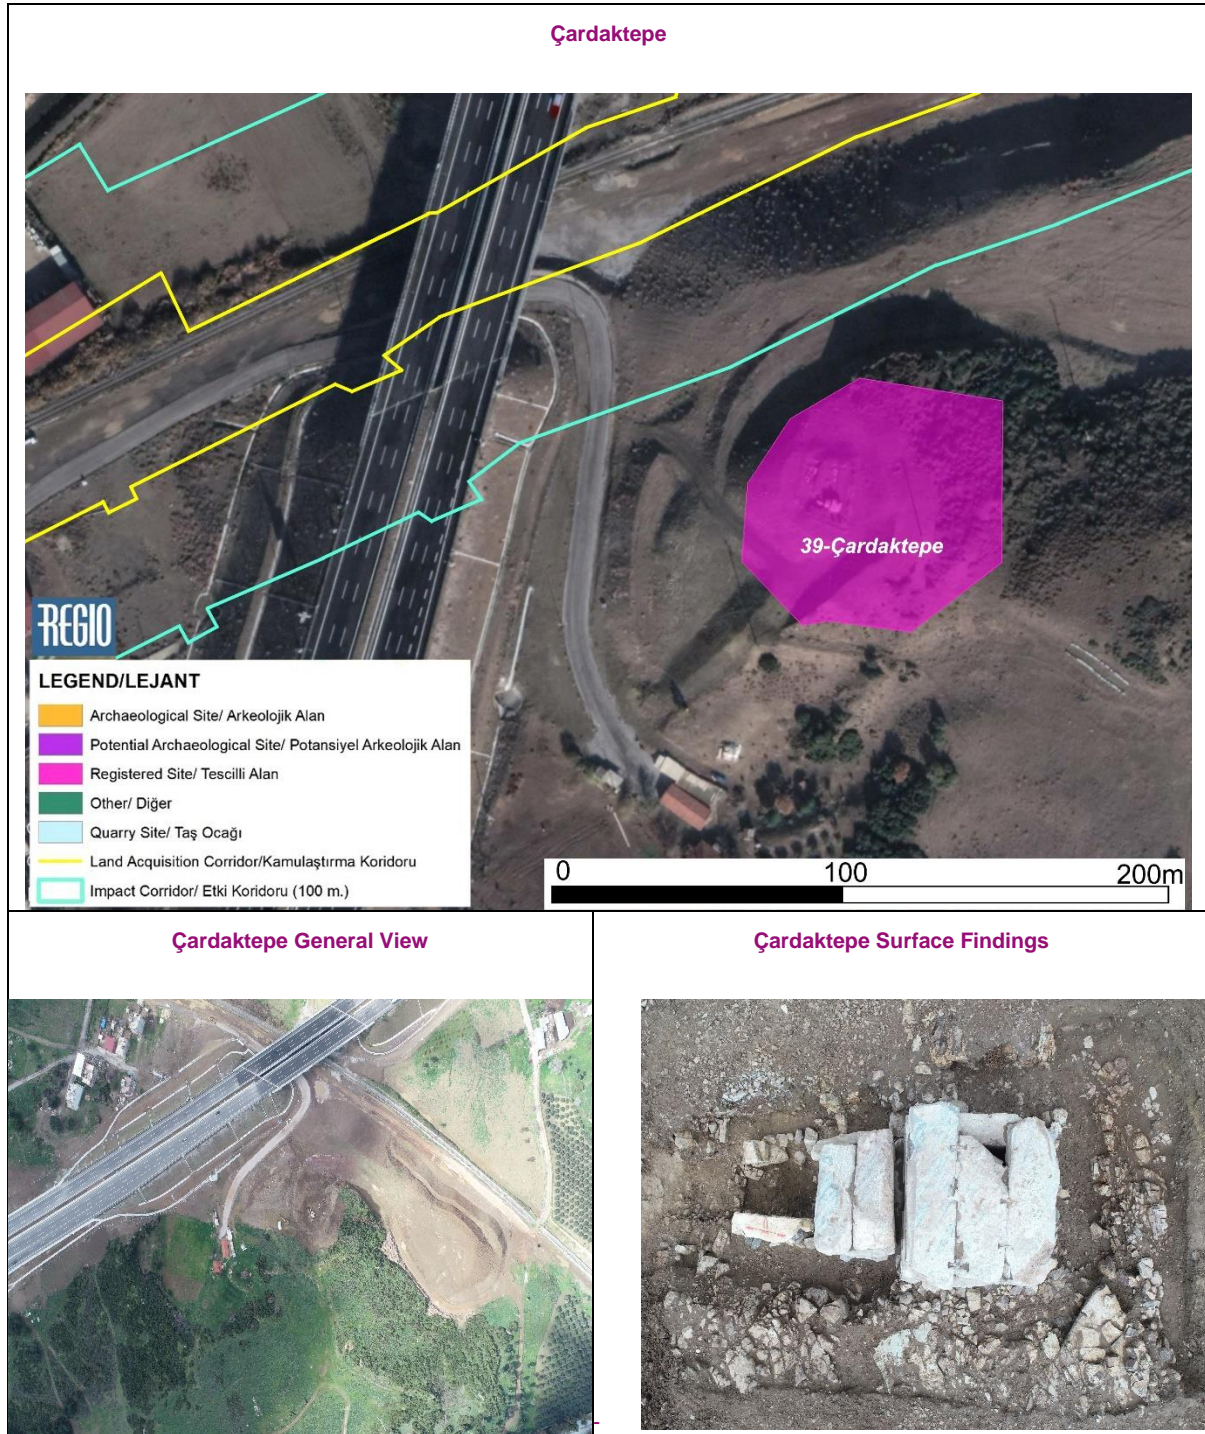 Çardaktepe
39-Çardaktepe
REGIO
LEGEND/LEJANT
Archaeological Site/ Arkeolojik Alan
Potential Archaeological Site/ Potansiyel Arkeolojik Alan
Registered Site/ Tescilli Alan
Other/ Diğer
Quarry Site/ Taş Ocağı
Land Acquisition Corridor/Kamulaştırma Koridoru
Impact Corridor/ Etki Koridoru (100 m.)
0 100 200m
Çardaktepe General View
Çardaktepe Surface Findings